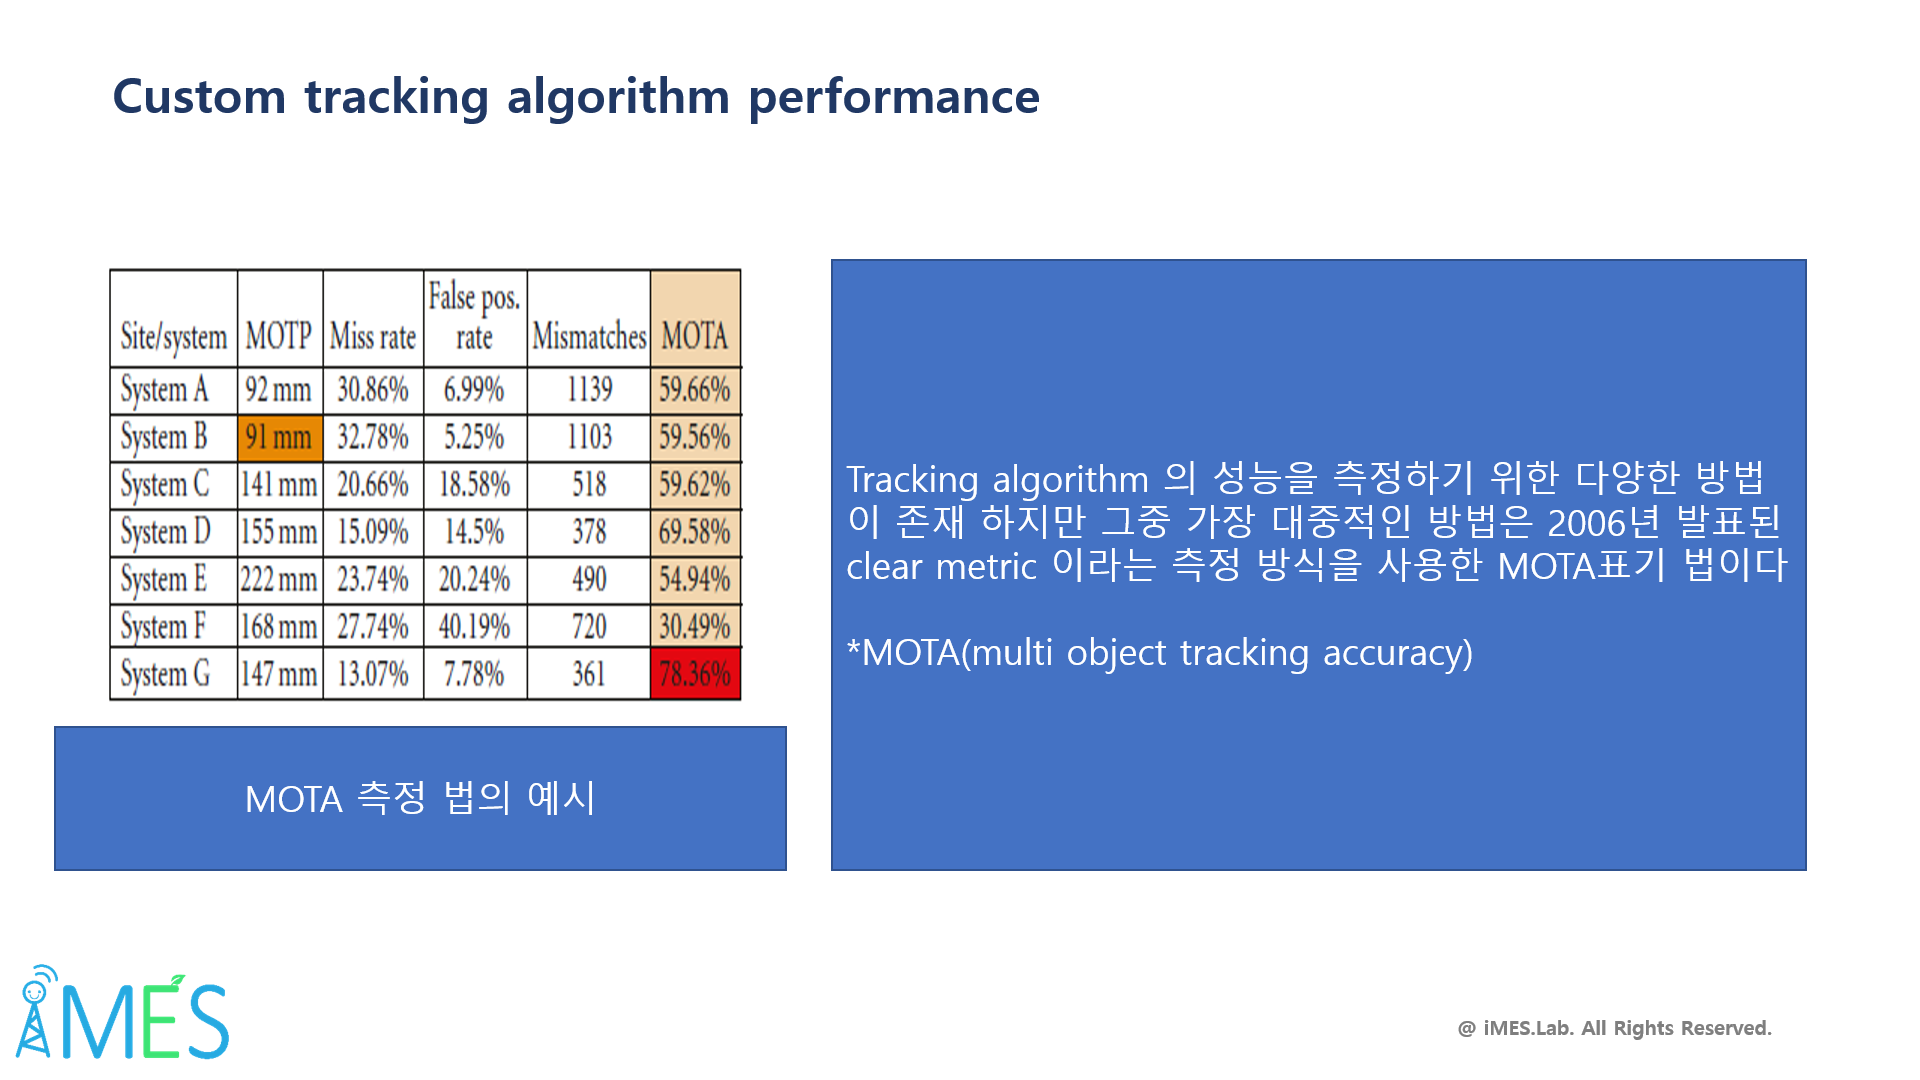 Custom tracking algorithm performance
Site/system MOTP Miss rate False pos. rate Mismatches MOTA
System A 92 mm 30.86% 6.99% 1139 59.66%
System B 91 mm 32.78% 5.25% 1103 59.56%
System C 141 mm 20.66% 18.58% 518 59.62%
System D 155 mm 15.09% 14.5% 378 69.58%
System E 222 mm 23.74% 20.24% 490 54.94%
System F 168 mm 27.74% 40.19% 720 30.49%
System G 147 mm 13.07% 7.78% 361 78.36%
MOTA 측정 법의 예시
Tracking algorithm 의 성능을 측정하기 위한 다양한 방법
이 존재 하지만 그중 가장 대중적인 방법은 2006년 발표된
clear metric 이라는 측정 방식을 사용한 MOTA표기 법이다
*MOTA(multi object tracking accuracy)
iMES
@ iMES.Lab. All Rights Reserved.